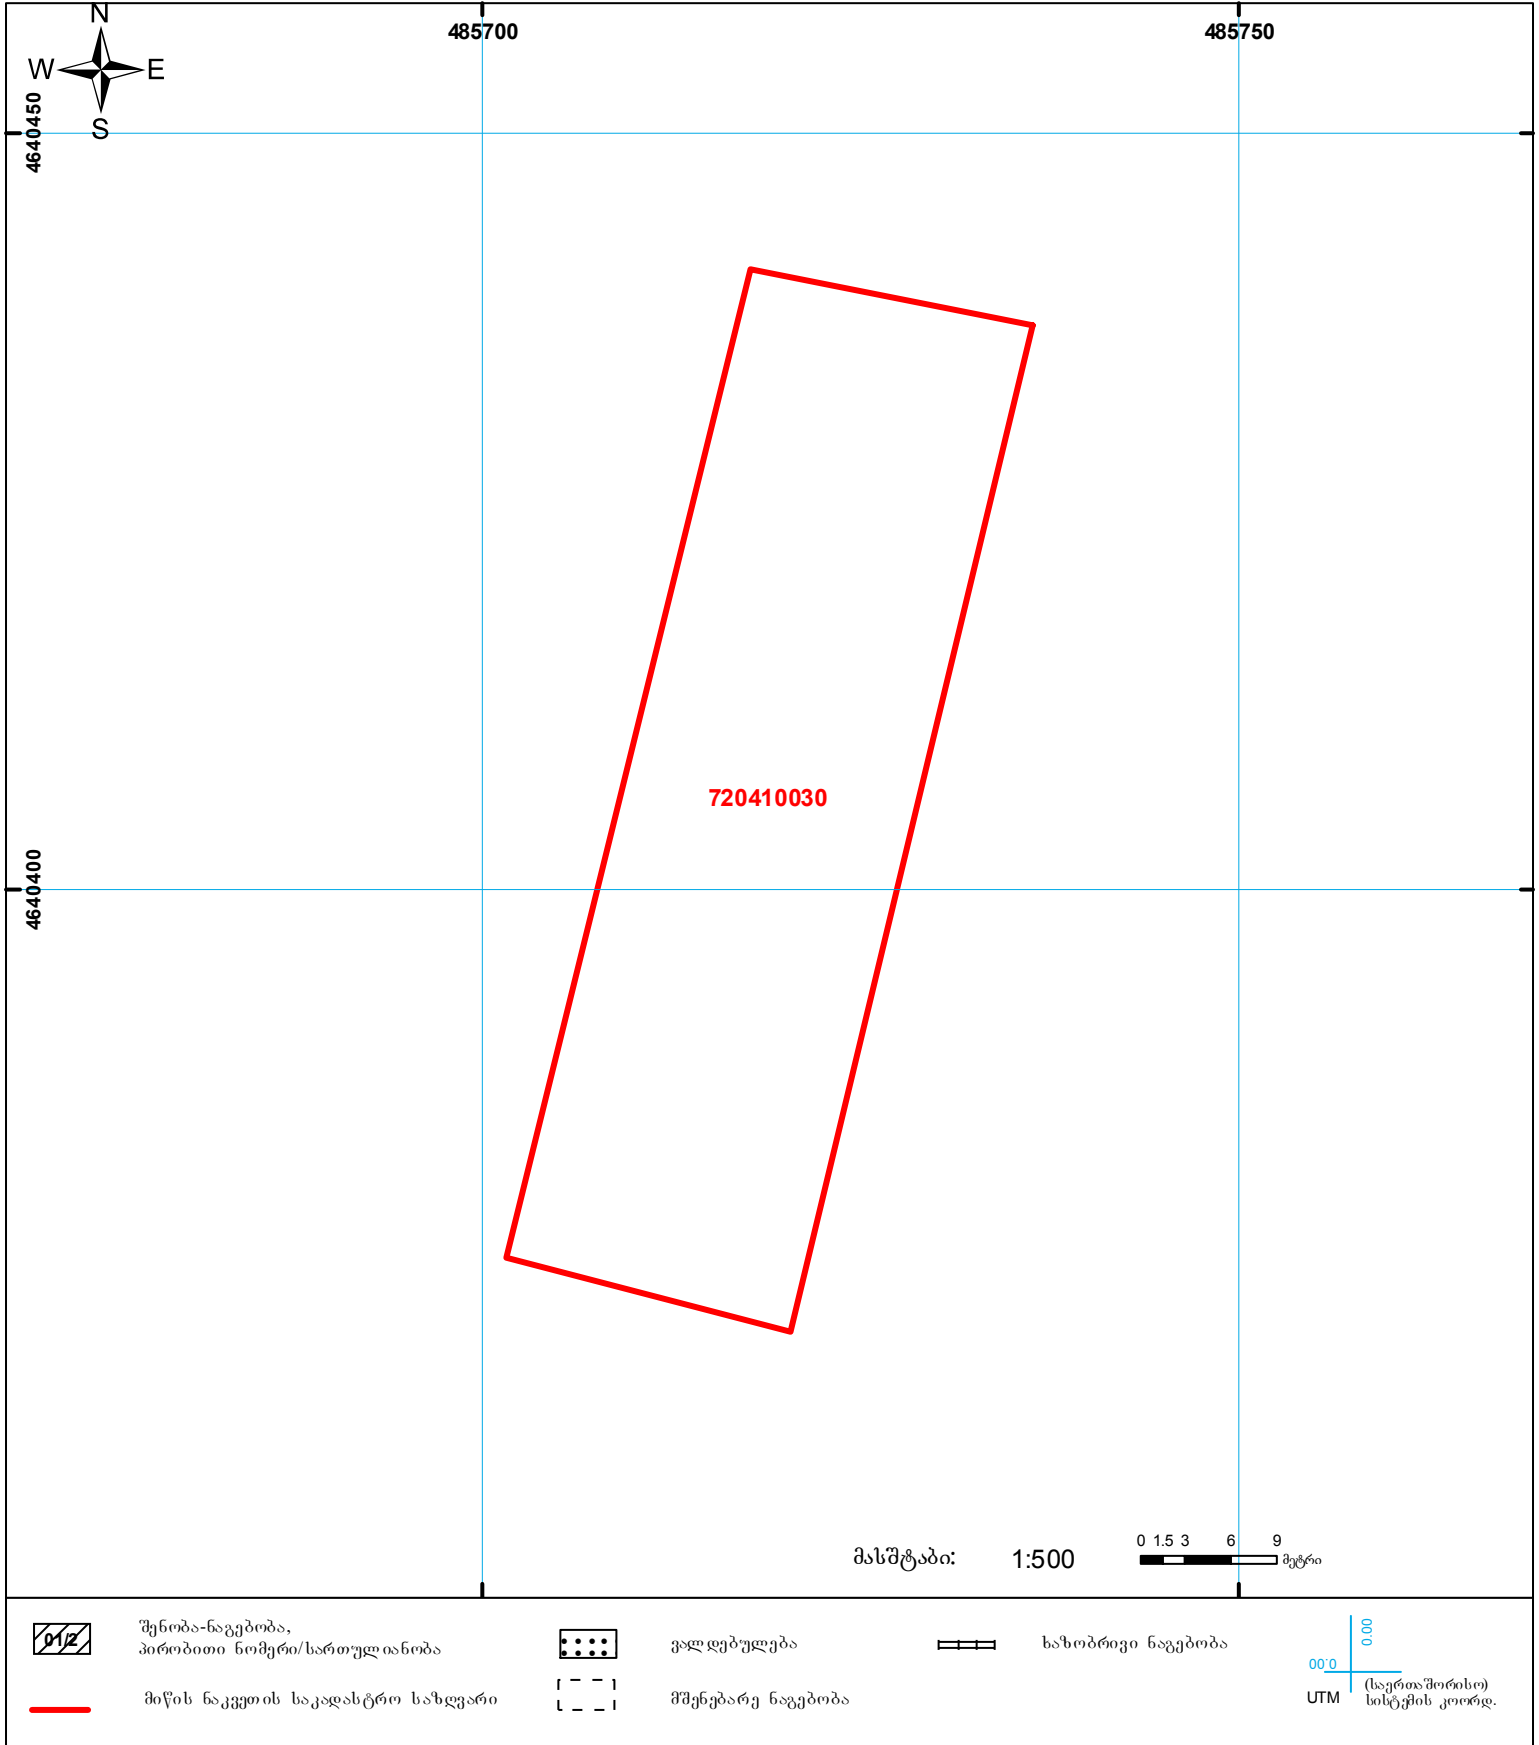 N
W E
S
485700 485750
4640450
720410030
4640400
მასშტაბი: 1:500
0 1.5 3 6 9
მეტრი
01/2
შენობა-ნაგებობა,
პირობითი ნომერი/სართულიანობა
ვალდებულება
ხაზობრივი ნაგებობა
მიწის ნაკვეთის საკადასტრო საზღვარი
მშენებარე ნაგებობა
00.0
0.00
UTM
(საერთაშორისო)
სისტემის კოორდ.